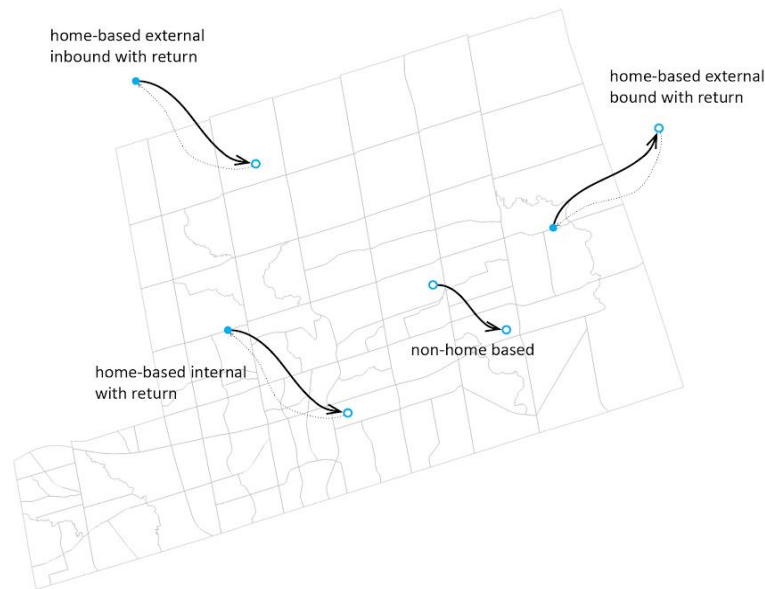 home-based external
inbound with return
home-based external
bound with return
non-home based
home-based internal
with return